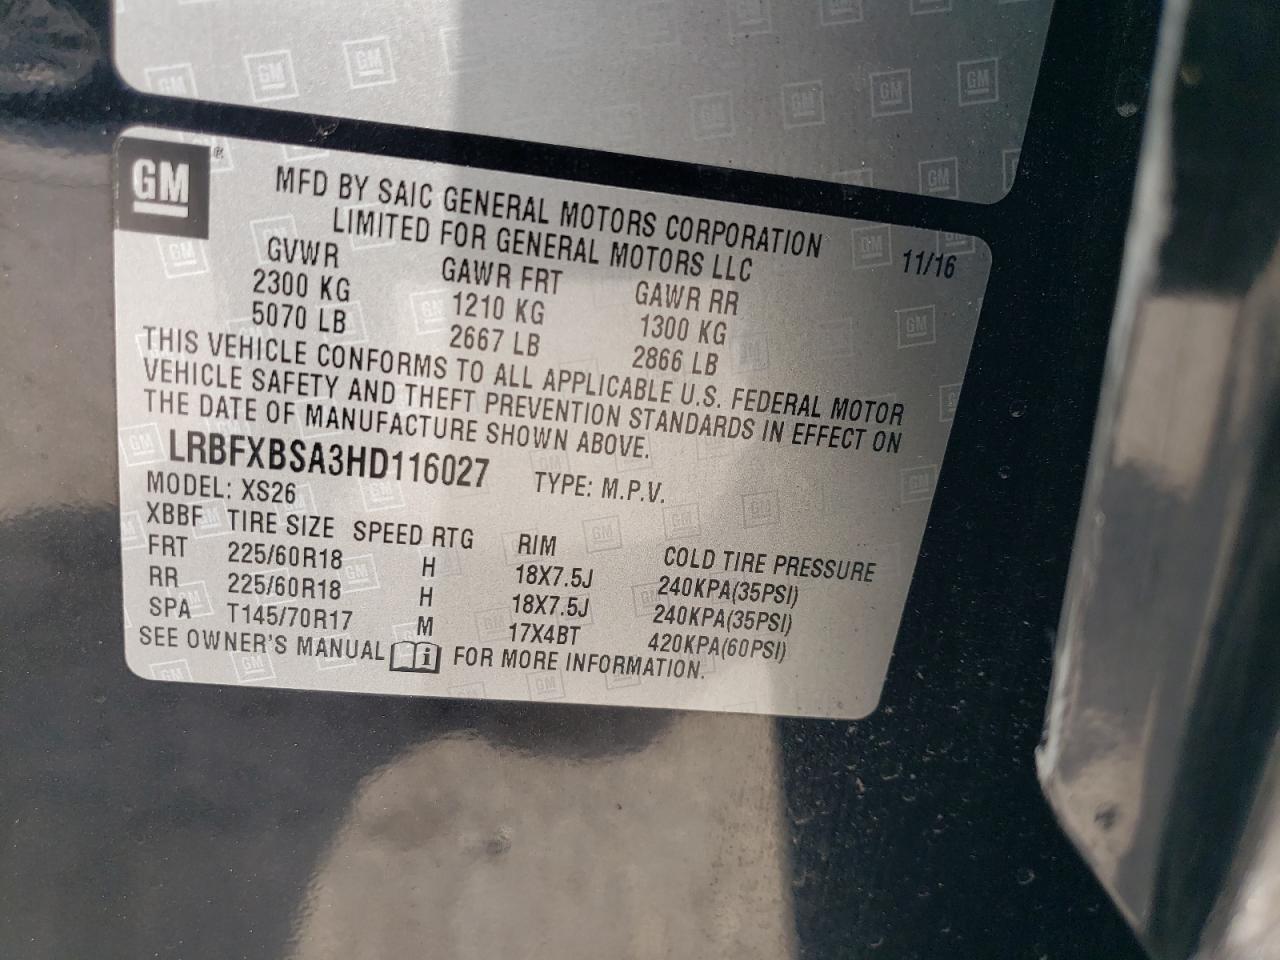 GM ®
MFD BY SAIC GENERAL MOTORS CORPORATION
LIMITED FOR GENERAL MOTORS LLC
11/16
GVWR GAWR FRT GAWR RR
2300 KG 1210 KG 1300 KG
5070 LB 2667 LB 2866 LB
THIS VEHICLE CONFORMS TO ALL APPLICABLE U.S. FEDERAL MOTOR
VEHICLE SAFETY AND THEFT PREVENTION STANDARDS IN EFFECT ON
THE DATE OF MANUFACTURE SHOWN ABOVE.
LRBFXBSA3HD116027 TYPE: M.P.V.
MODEL: XS26
XBBF TIRE SIZE SPEED RTG RIM COLD TIRE PRESSURE
FRT 225/60R18 H 18X7.5J 240KPA(35PSI)
RR 225/60R18 H 18X7.5J 240KPA(35PSI)
SPA T145/70R17 M 17X4BT 420KPA(60PSI)
SEE OWNER'S MANUAL i FOR MORE INFORMATION.